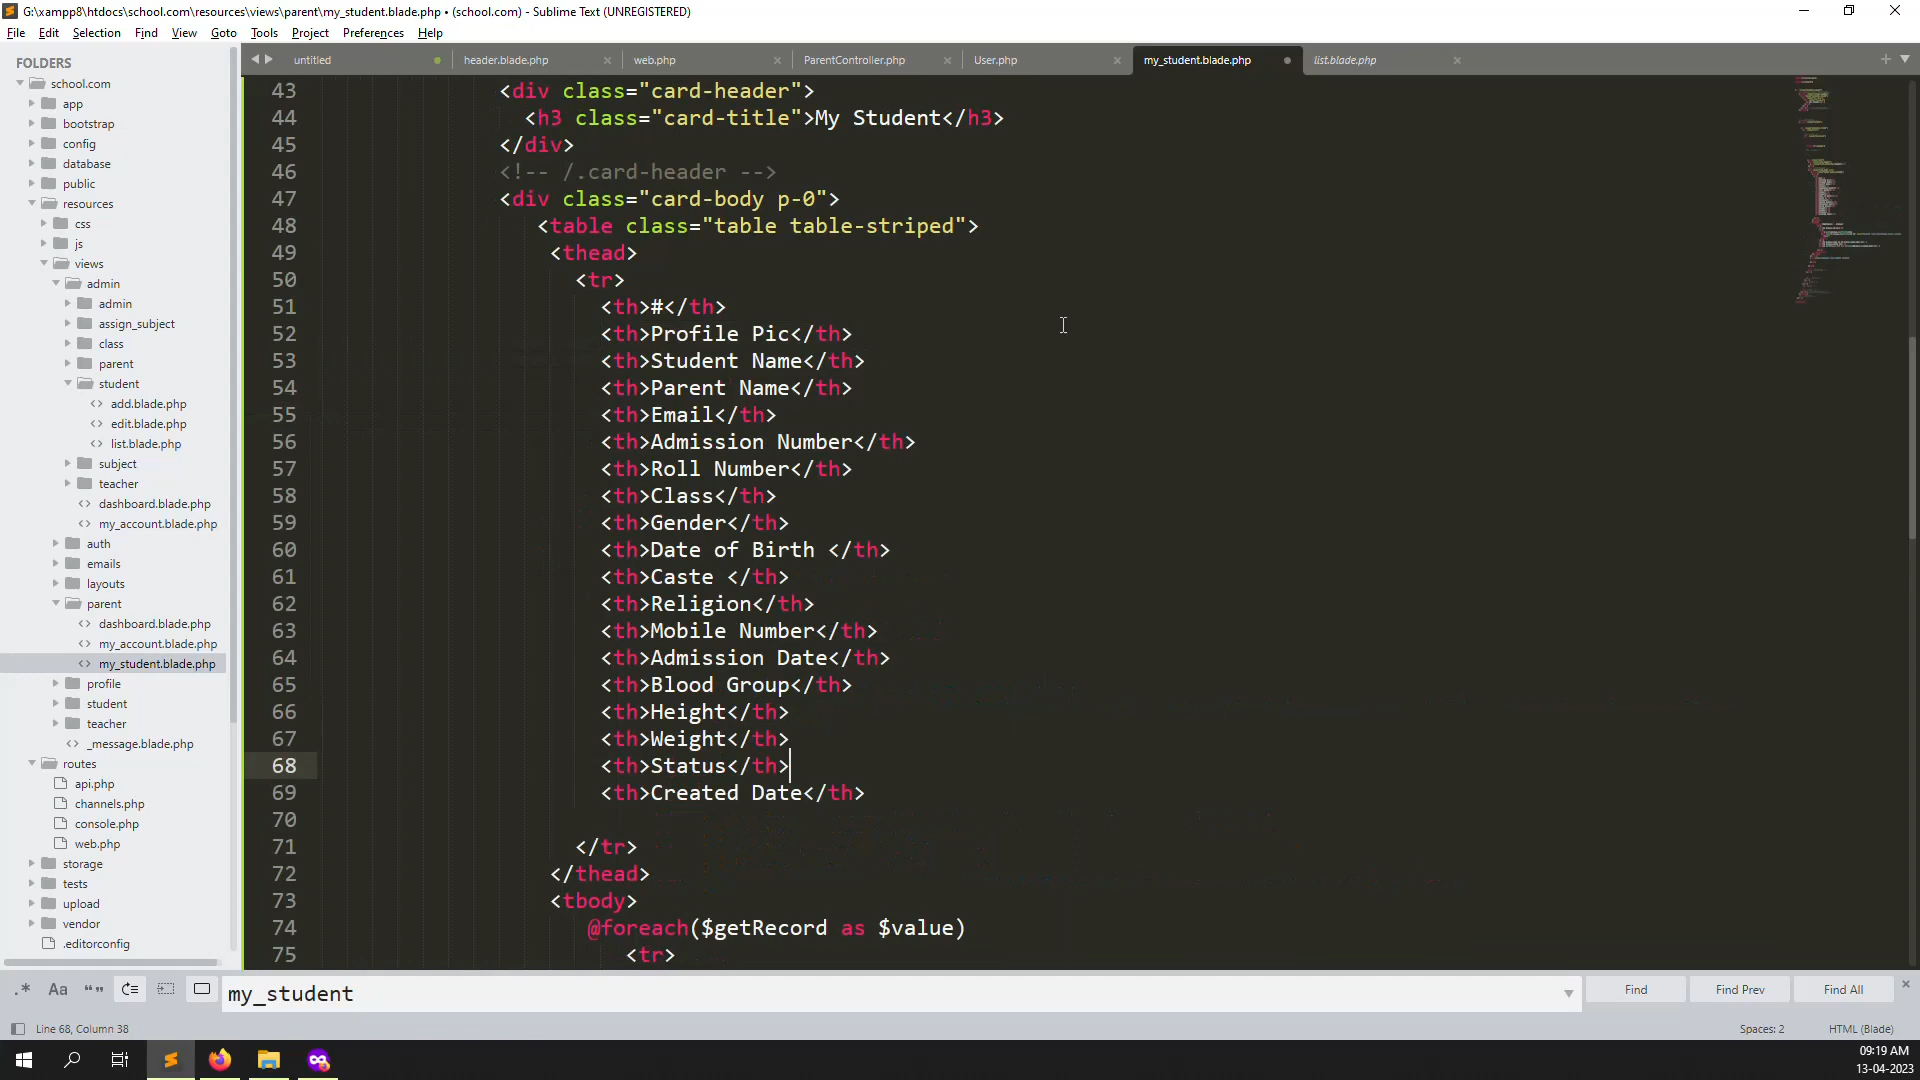 G:\xampp8\htdocs\school.com\resources\views\parent\my_student.blade.php • (school.com) - Sublime Text (UNREGISTERED)
File Edit Selection Find View Goto Tools Project Preferences Help
FOLDERS
school.com
app
bootstrap
config
database
public
resources
css
js
views
admin
admin
assign_subject
class
parent
student
add.blade.php
edit.blade.php
list.blade.php
subject
teacher
dashboard.blade.php
my_account.blade.php
auth
emails
layouts
parent
dashboard.blade.php
my_account.blade.php
my_student.blade.php
profile
student
teacher
_message.blade.php
routes
api.php
channels.php
console.php
web.php
storage
tests
upload
vendor
.editorconfig
untitled header.blade.php web.php ParentController.php User.php my_student.blade.php list.blade.php
43 <div class="card-header">
44 <h3 class="card-title">My Student</h3>
45 </div>
46 <!-- /.card-header -->
47 <div class="card-body p-0">
48 <table class="table table-striped">
49 <thead>
50 <tr>
51 <th>#</th>
52 <th>Profile Pic</th>
53 <th>Student Name</th>
54 <th>Parent Name</th>
55 <th>Email</th>
56 <th>Admission Number</th>
57 <th>Roll Number</th>
58 <th>Class</th>
59 <th>Gender</th>
60 <th>Date of Birth </th>
61 <th>Caste </th>
62 <th>Religion</th>
63 <th>Mobile Number</th>
64 <th>Admission Date</th>
65 <th>Blood Group</th>
66 <th>Height</th>
67 <th>Weight</th>
68 <th>Status</th>
69 <th>Created Date</th>
70
71 </tr>
72 </thead>
73 <tbody>
74 @foreach($getRecord as $value)
75 <tr>
.* Aa “” my_student Find Find Prev Find All
Line 68, Column 38 Spaces: 2 HTML (Blade)
09:19 AM
13-04-2023